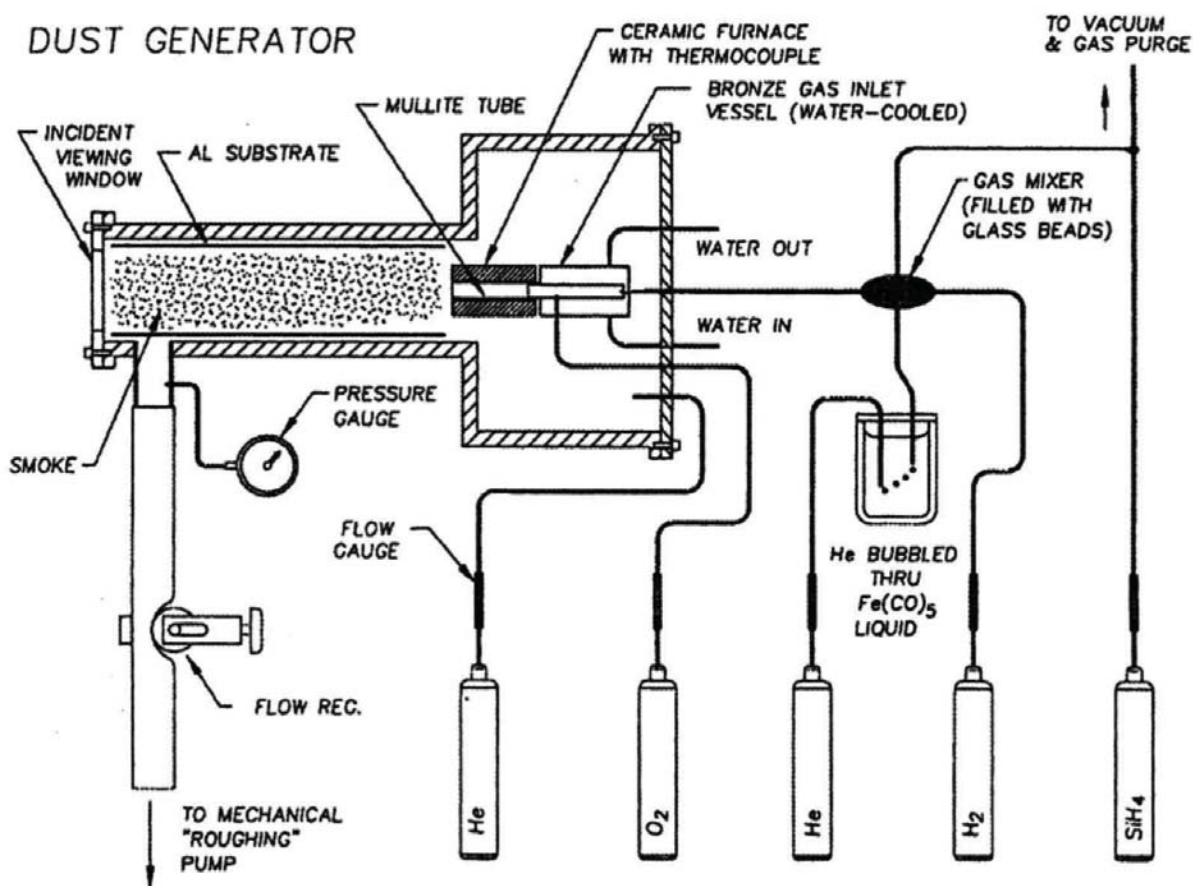 DUST GENERATOR
CERAMIC FURNACE
WITH THERMOCOUPLE
TO VACUUM
& GAS PURGE
MULLITE TUBE
BRONZE GAS INLET
VESSEL (WATER-COOLED)
INCIDENT
VIEWING
WINDOW
AL SUBSTRATE
GAS MIXER
(FILLED WITH
GLASS BEADS)
WATER OUT
WATER IN
PRESSURE
GAUGE
SMOKE
FLOW
GAUGE
He BUBBLED
THRU
Fe(CO)5
LIQUID
FLOW REC.
TO MECHANICAL
"ROUGHING"
PUMP
He
O2
He
H2
SiH4